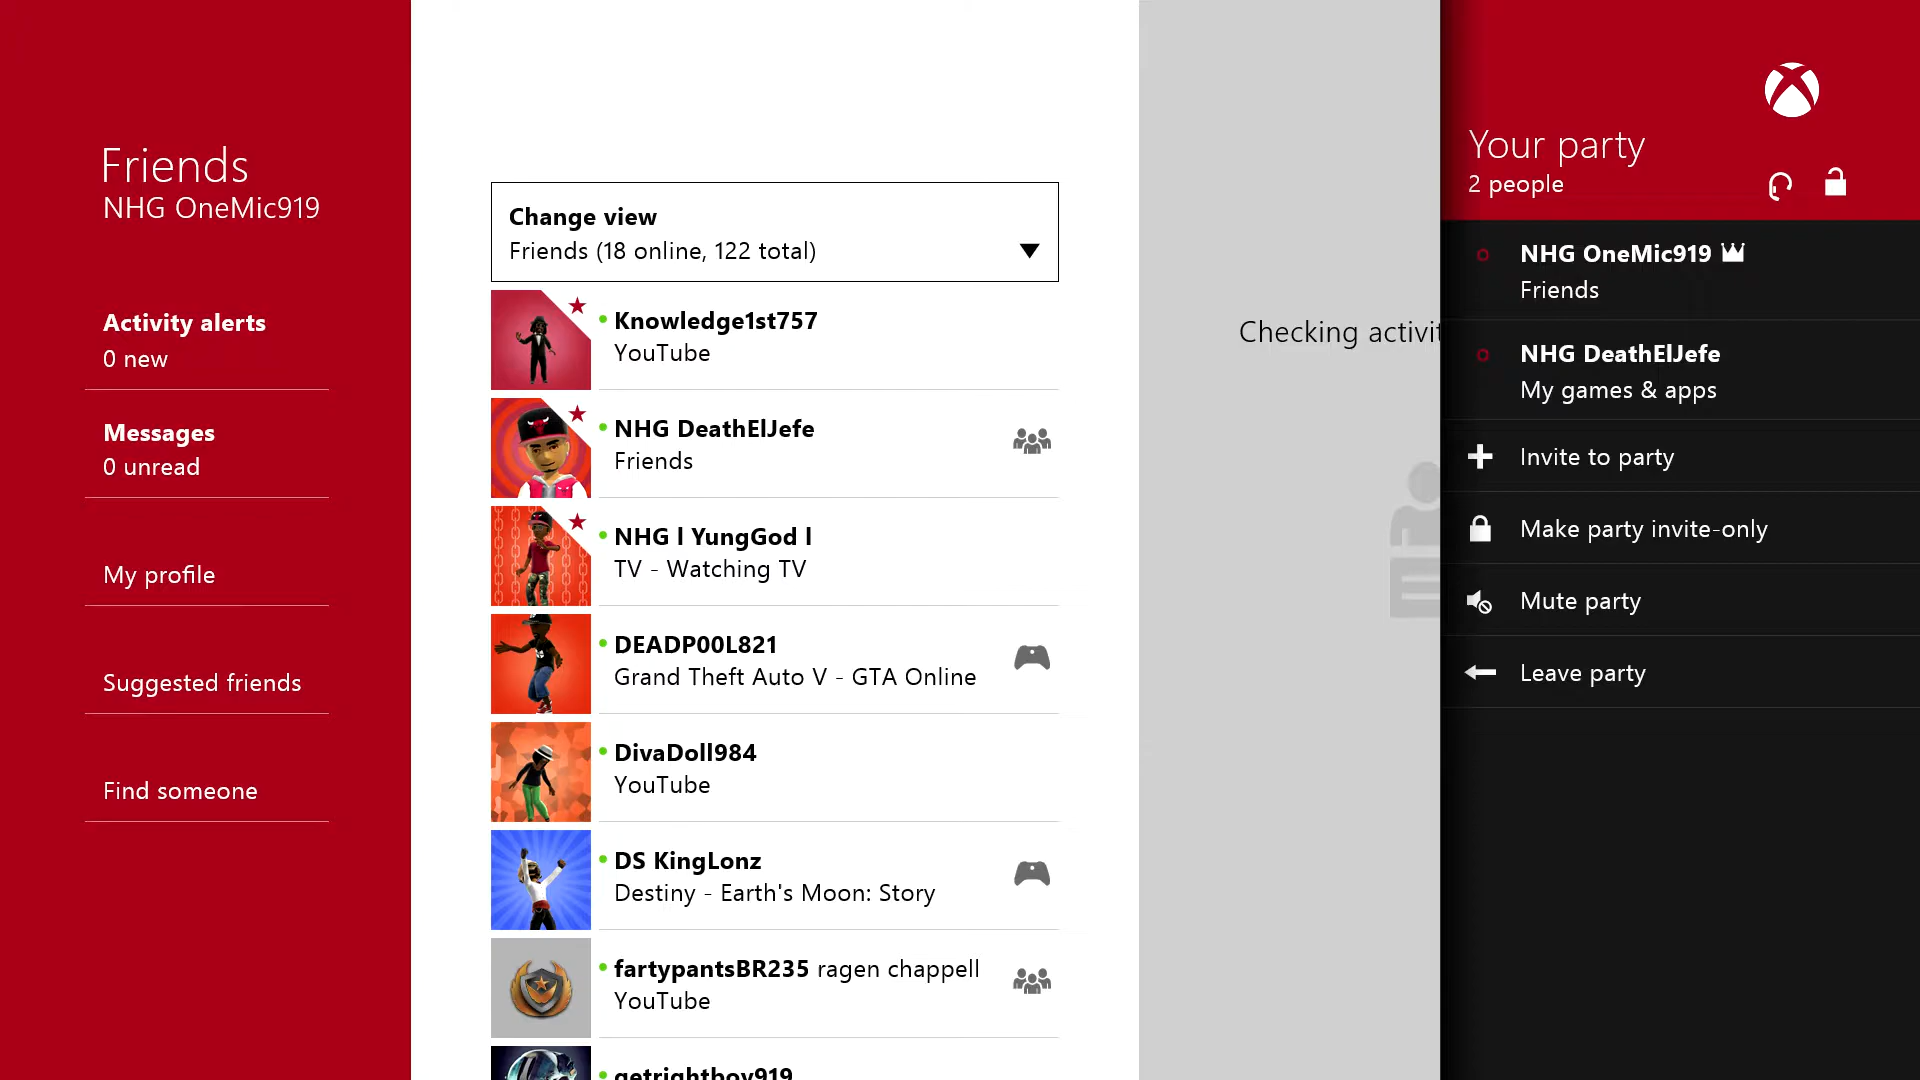 Friends
NHG OneMic919
Activity alerts
0 new
Messages
0 unread
My profile
Suggested friends
Find someone
Change view
Friends (18 online, 122 total)
Knowledge1st757
YouTube
NHG DeathElJefe
Friends
NHG l YungGod l
TV - Watching TV
DEADP00L821
Grand Theft Auto V - GTA Online
DivaDoll984
YouTube
DS KingLonz
Destiny - Earth's Moon: Story
fartypantsBR235 ragen chappell
YouTube
getrightboy919
Checking activit
Your party
2 people
NHG OneMic919
Friends
NHG DeathElJefe
My games & apps
Invite to party
Make party invite-only
Mute party
Leave party